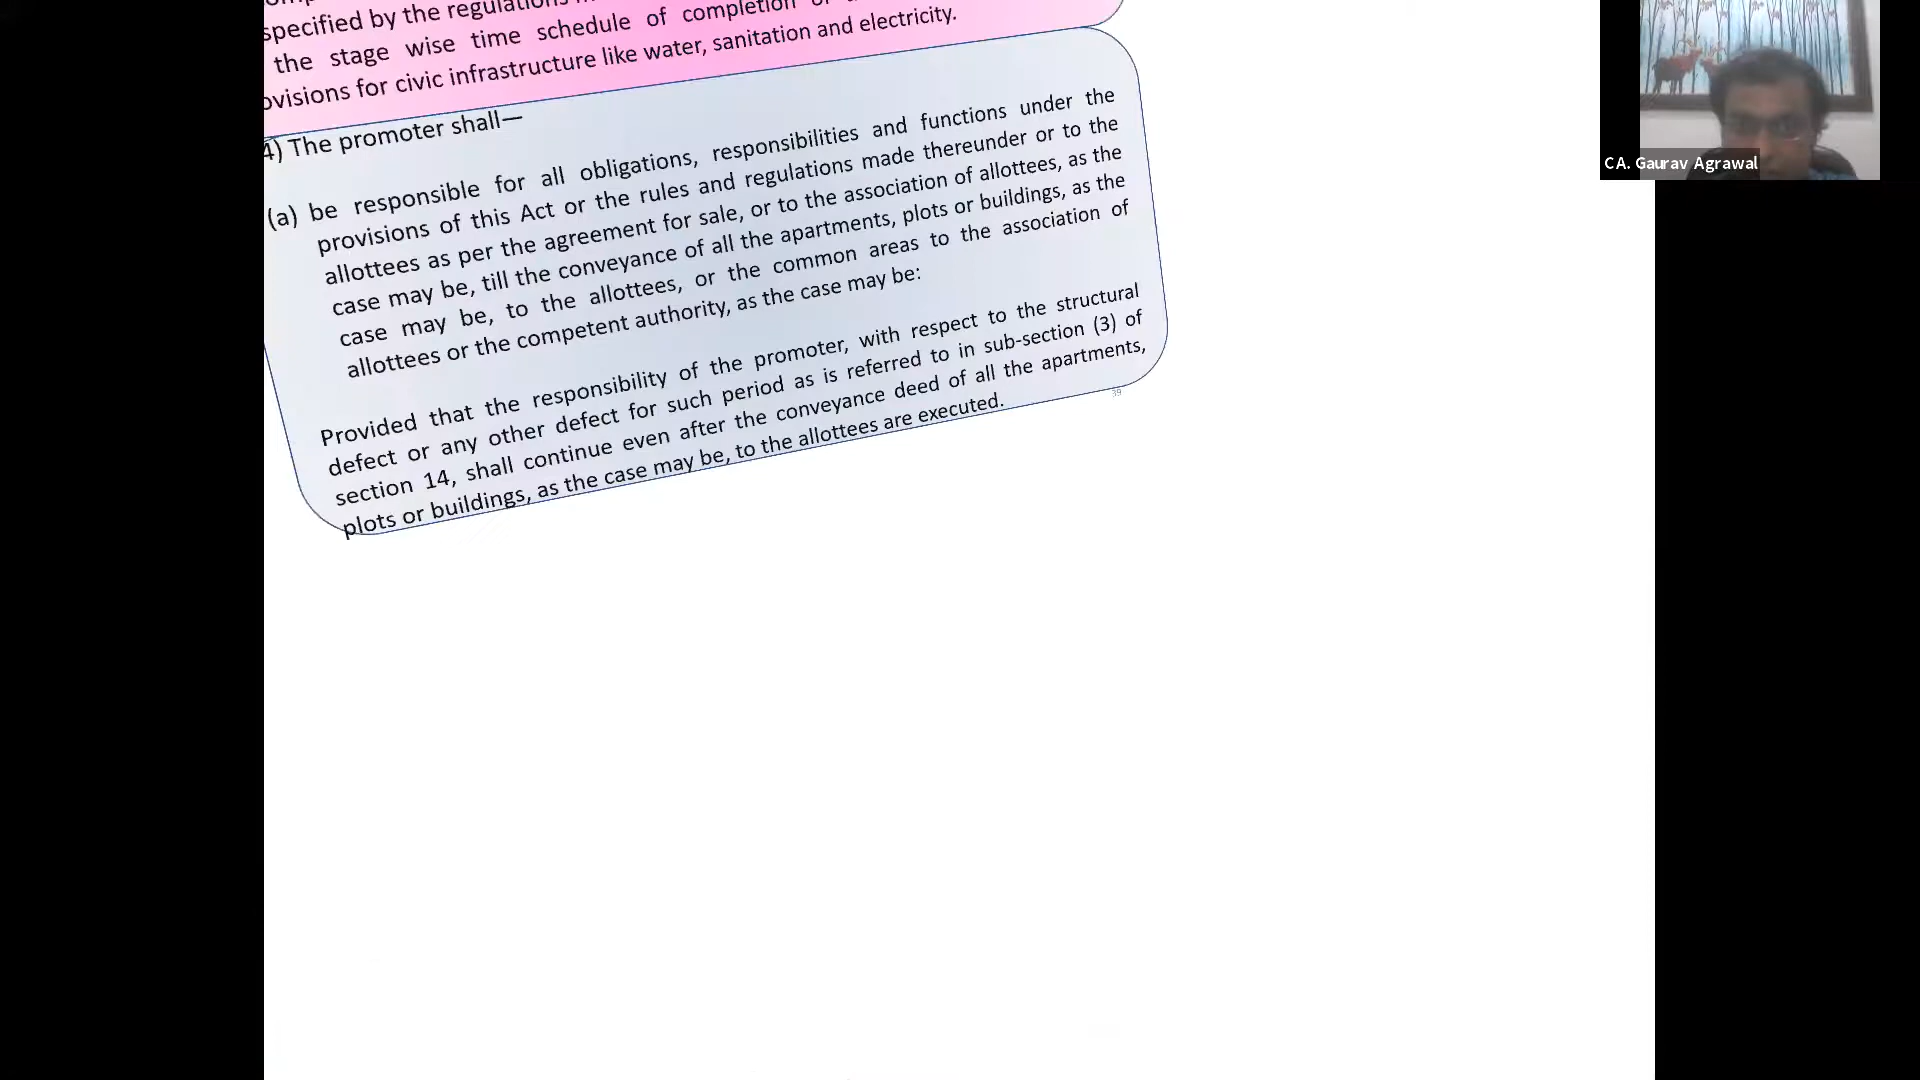 specified by the regulations
the stage wise time schedule of completion
ovisions for civic infrastructure like water, sanitation and electricity.
4) The promoter shall—
(a) be responsible for all obligations, responsibilities and functions under the
provisions of this Act or the rules and regulations made thereunder or to the
allottees as per the agreement for sale, or to the association of allottees, as the
case may be, till the conveyance of all the apartments, plots or buildings, as the
case may be, to the allottees, or the common areas to the association of
allottees or the competent authority, as the case may be:
Provided that the responsibility of the promoter, with respect to the structural
defect or any other defect for such period as is referred to in sub-section (3) of
section 14, shall continue even after the conveyance deed of all the apartments,
plots or buildings, as the case may be, to the allottees are executed.
39
CA. Gaurav Agrawal